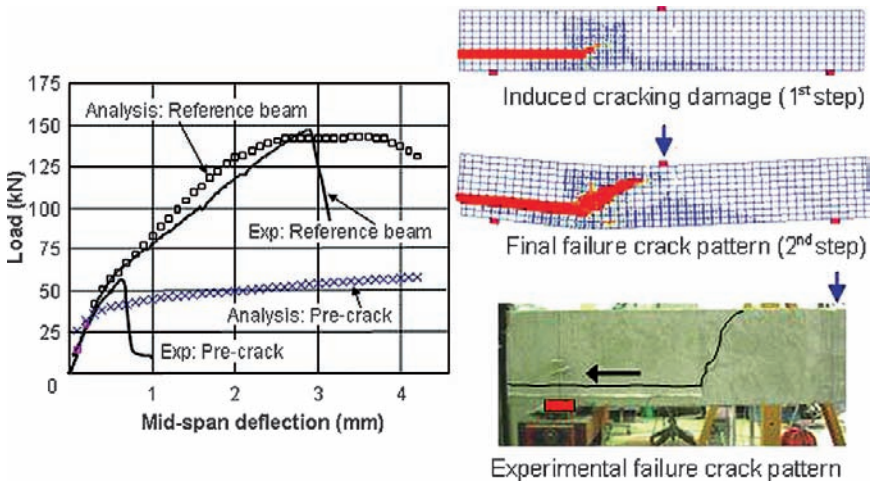 Load (kN)
175
150
125
100
75
50
25
0
1
2
3
4
Mid-span deflection (mm)
Analysis: Reference beam
Exp: Reference beam
Analysis: Pre-crack
Exp: Pre-crack
Induced cracking damage (1st step)
Final failure crack pattern (2nd step)
Experimental failure crack pattern